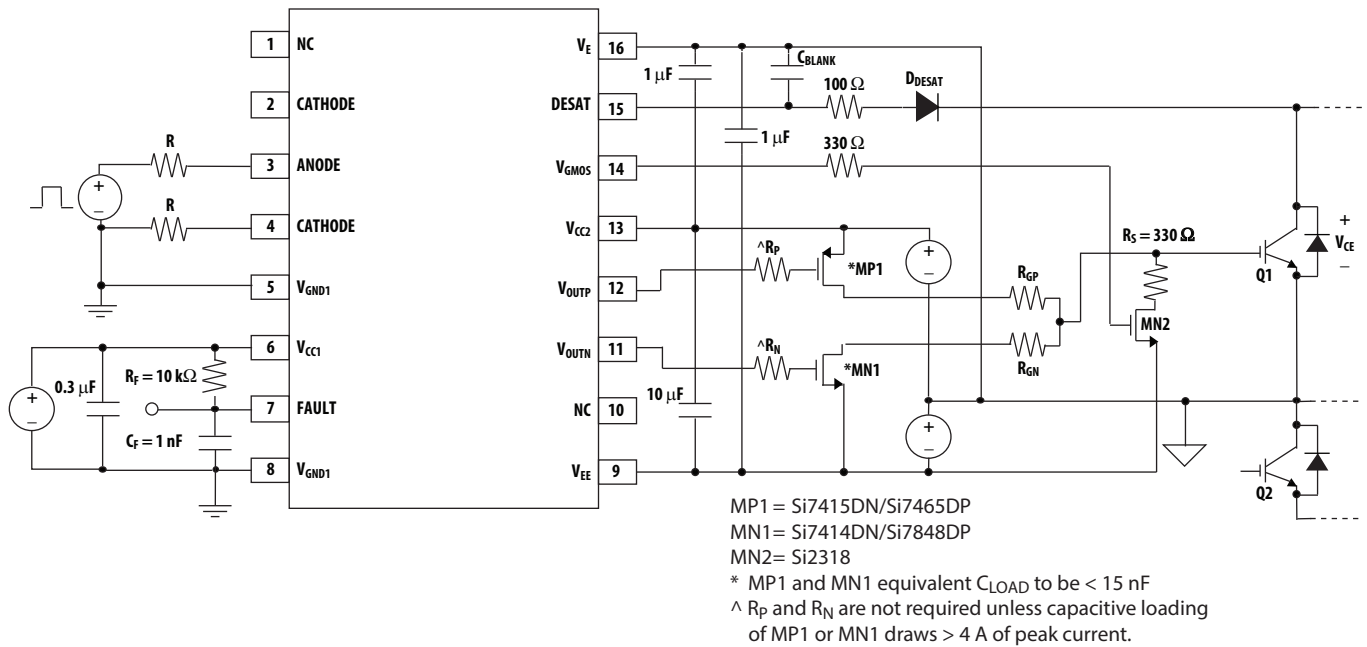 1 NC
2 CATHODE
3 ANODE
4 CATHODE
5 VGND1
6 VCC1
7 FAULT
8 VGND1
VE 16
DESAT 15
VGMOS 14
VCC2 13
VOUTP 12
VOUTN 11
NC 10
VEE 9
R
+
−
R
+
−
0.3 µF
RF = 10 kΩ
CF = 1 nF
1 µF
1 µF
CBLANK
100 Ω
DDESAT
330 Ω
^RP
*MP1
^RN
*MN1
10 µF
+
−
+
−
RGP
RGN
RS = 330 Ω
MN2
Q1
+
VCE
−
Q2
MP1 = Si7415DN/Si7465DP
MN1= Si7414DN/Si7848DP
MN2= Si2318
* MP1 and MN1 equivalent CLOAD to be < 15 nF
^ RP and RN are not required unless capacitive loading
of MP1 or MN1 draws > 4 A of peak current.